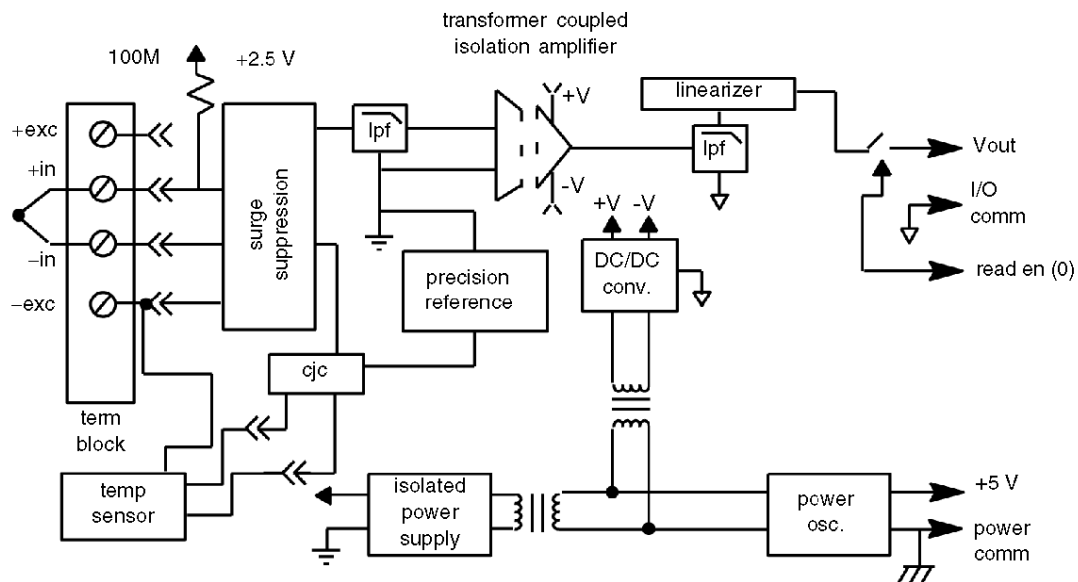 transformer coupled
isolation amplifier
100M
+2.5 V
+exc
+in
−in
−exc
term
block
surge
suppression
lpf
+V
-V
linearizer
lpf
Vout
I/O
comm
read en (0)
precision
reference
+V
-V
DC/DC
conv.
cjc
temp
sensor
isolated
power
supply
power
osc.
+5 V
power
comm